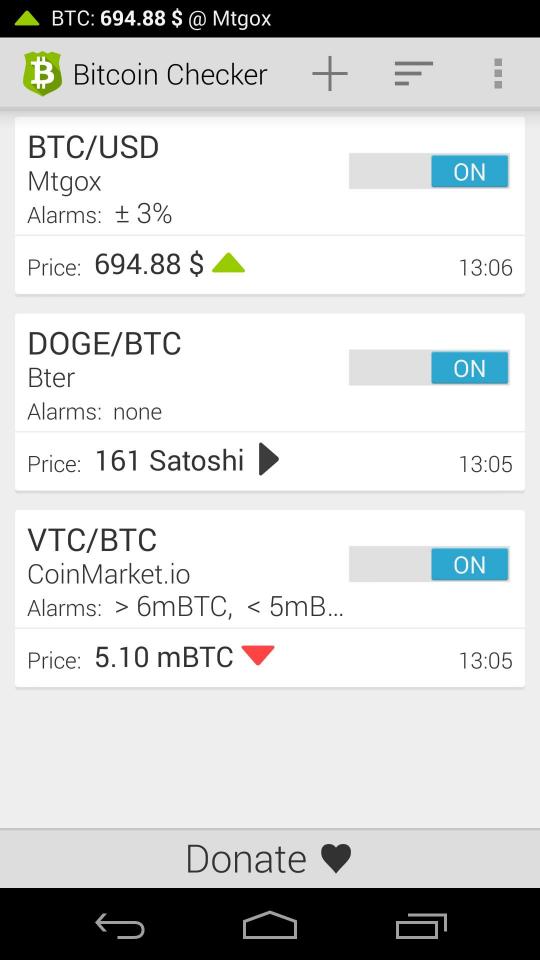 BTC: 694.88 $ @ Mtgox
Bitcoin Checker
BTC/USD
Mtgox
ON
Alarms: ± 3%
Price: 694.88 $
13:06
DOGE/BTC
Bter
ON
Alarms: none
Price: 161 Satoshi
13:05
VTC/BTC
CoinMarket.io
ON
Alarms: > 6mBTC, < 5mB...
Price: 5.10 mBTC
13:05
Donate